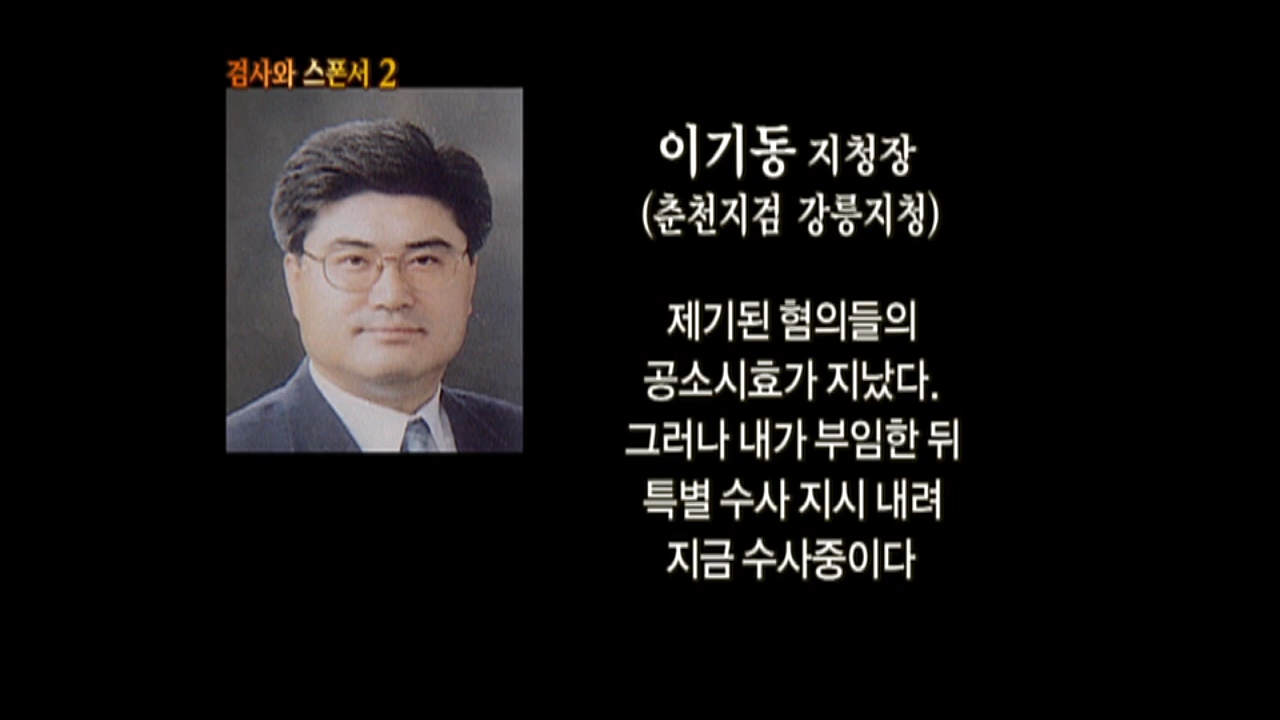 검사와 스폰서 2
이기동 지청장
(춘천지검 강릉지청)
제기된 혐의들의
공소시효가 지났다.
그러나 내가 부임한 뒤
특별 수사 지시 내려
지금 수사중이다